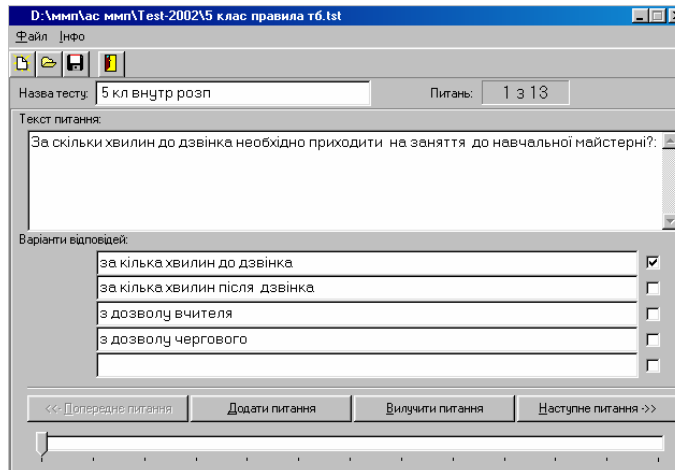 D:\ммп\ас ммп\Test-2002\5 клас правила тб.tst
Файл Інфо
Назва тесту: 5 кл внутр розп Питань: 1 з 13
Текст питання:
За скільки хвилин до дзвінка необхідно приходити на заняття до навчальної майстерні?:
Варіанти відповідей:
за кілька хвилин до дзвінка
за кілька хвилин після дзвінка
з дозволу вчителя
з дозволу чергового
<<- Попереднє питання Додати питання Вилучити питання Наступне питання ->>